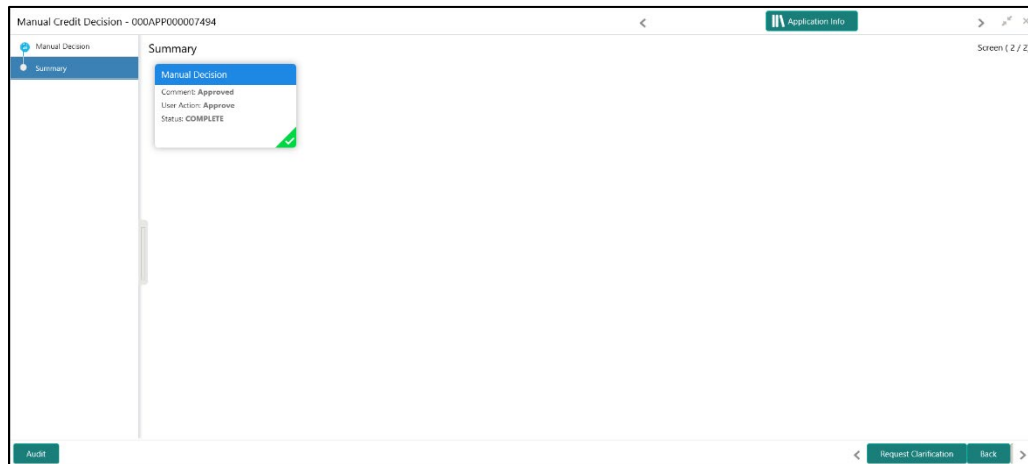 Manual Credit Decision - 000APP000007494
Application Info
Manual Decision
Summary
Summary
Screen ( 2 / 2
Manual Decision
Comment: Approved
User Action: Approve
Status: COMPLETE
Audit
Request Clarification
Back